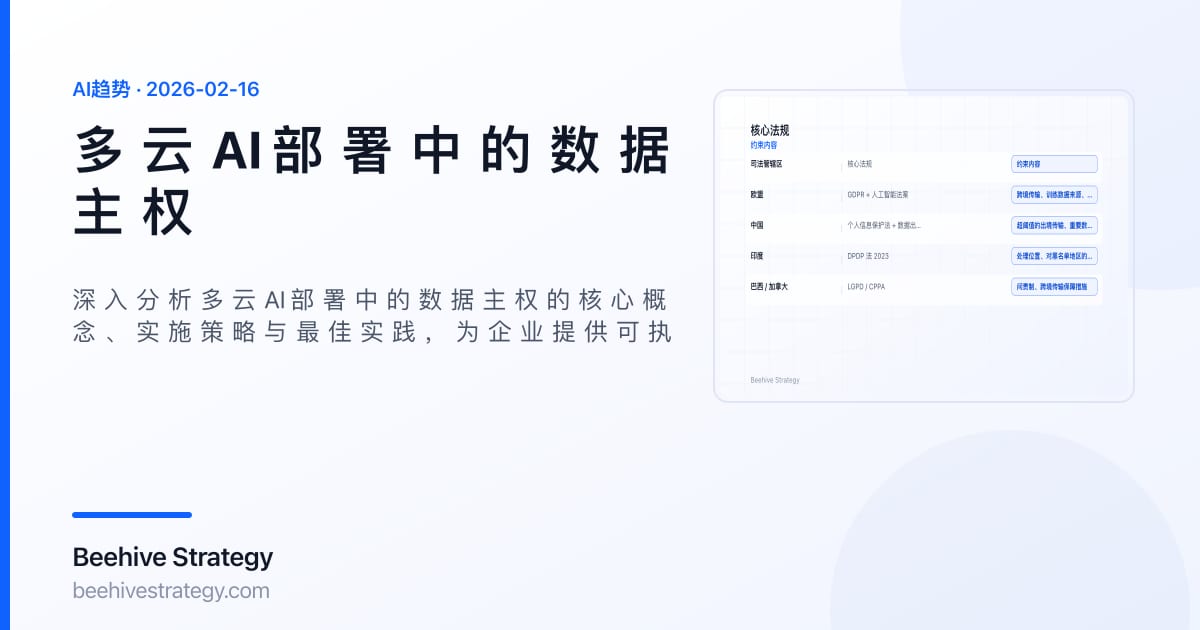 AI趋势 · 2026-02-16
多云AI部署中的数据
主权
深入分析多云AI部署中的数据主权的核心概
念、实施策略与最佳实践，为企业提供可执
核心法规
约束内容
司法管辖区 核心法规 约束内容
欧盟 GDPR + 人工智能法案 跨境传输、训练数据来源、...
中国 个人信息保护法 + 数据出... 超阈值的出境传输、重要数...
印度 DPDP 法 2023 处理位置、对黑名单地区的...
巴西 / 加拿大 LGPD / CPPA 问责制、跨境传输保障措施
Beehive Strategy
Beehive Strategy
beehivestrategy.com